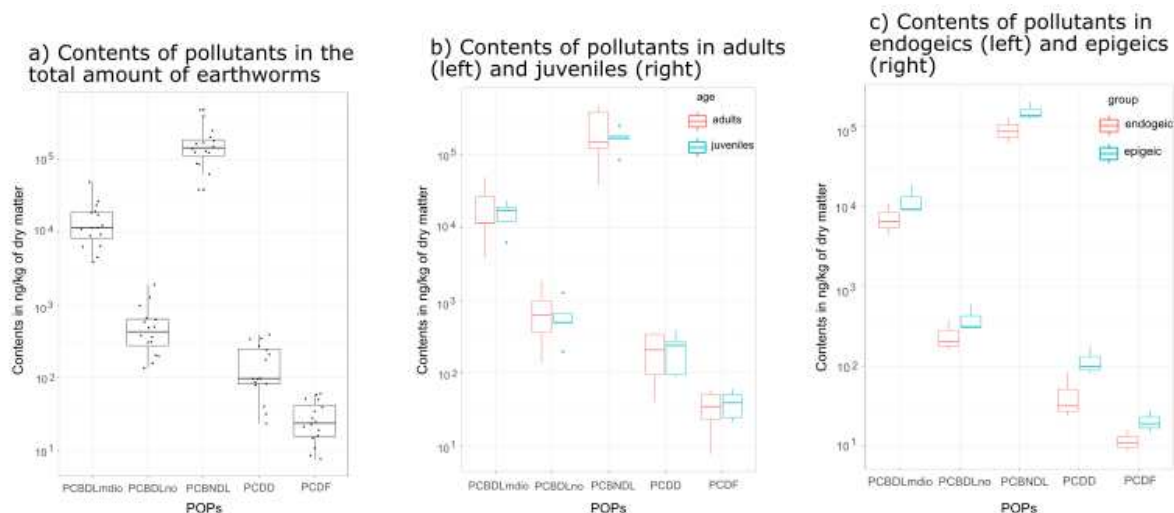 a) Contents of pollutants in the
total amount of earthworms
Contents in ng/kg of dry matter
10^5
10^4
10^3
10^2
10^1
PCBDLmdio PCBDLno PCBNDL PCDD PCDF
POPs
b) Contents of pollutants in adults
(left) and juveniles (right)
age
adults
juveniles
Contents in ng/kg of dry matter
10^5
10^4
10^3
10^2
10^1
PCBDLmdio PCBDLno PCBNDL PCDD PCDF
POPs
c) Contents of pollutants in
endogeics (left) and epigeics
(right)
group
endogeic
epigeic
Contents in ng/kg of dry matter
10^5
10^4
10^3
10^2
10^1
PCBDLmdio PCBDLno PCBNDL PCDD PCDF
POPs